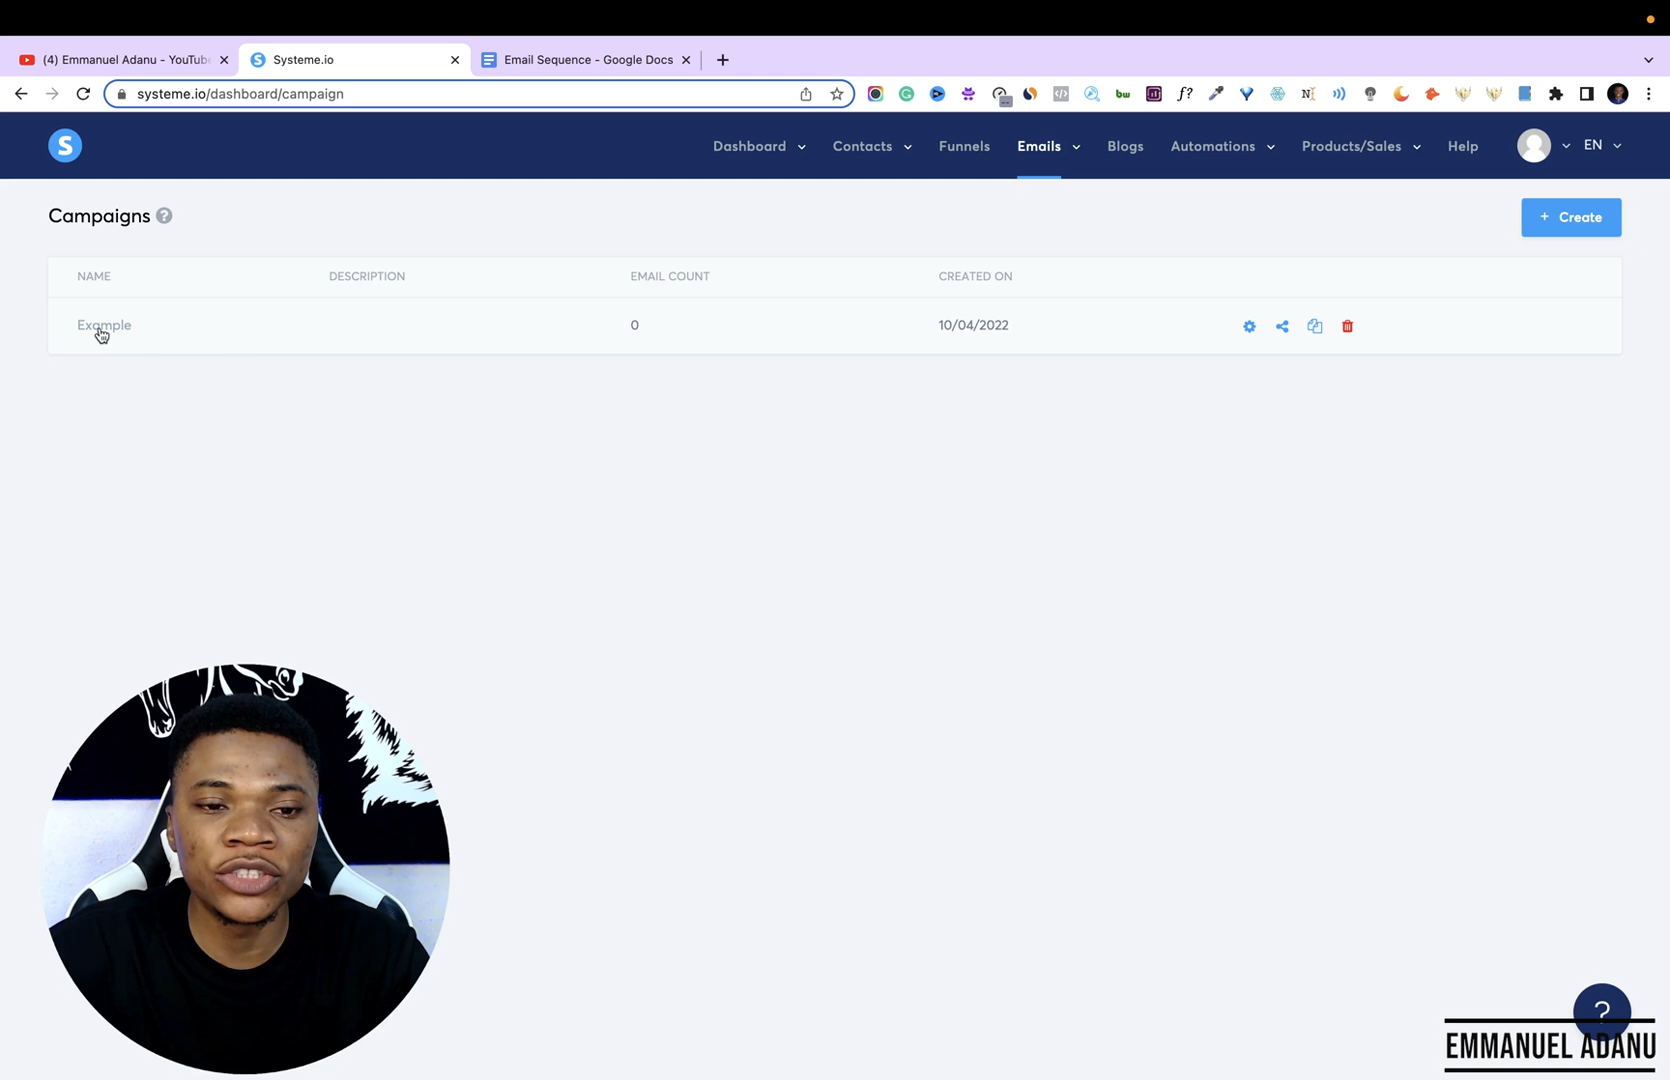 (4) Emmanuel Adanu - YouTub
Systeme.io
Email Sequence - Google Docs
systeme.io/dashboard/campaign
S
Dashboard
Contacts
Funnels
Emails
Blogs
Automations
Products/Sales
Help
EN
Campaigns ?
+ Create
NAME
DESCRIPTION
EMAIL COUNT
CREATED ON
Example
0
10/04/2022
?
EMMANUEL ADANU